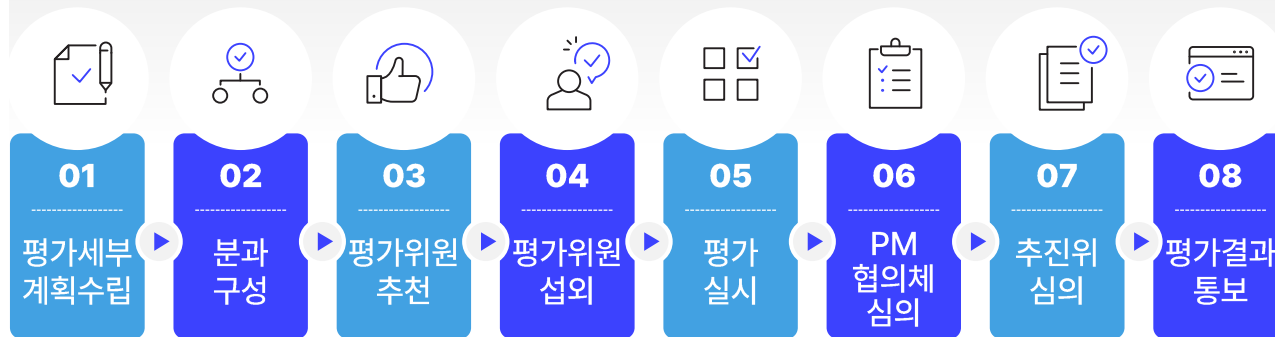 01
평가세부
계획수립
02
분과
구성
03
평가위원
추천
04
평가위원
섭외
05
평가
실시
06
PM
협의체
심의
07
추진위
심의
08
평가결과
통보